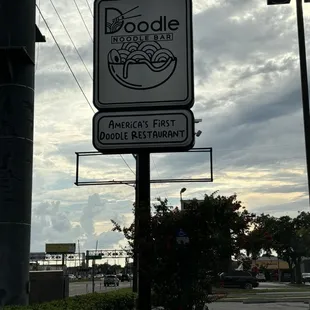 Doodle
NOODLE BAR
AMERICA'S FIRST
DOODLE RESTAURANT